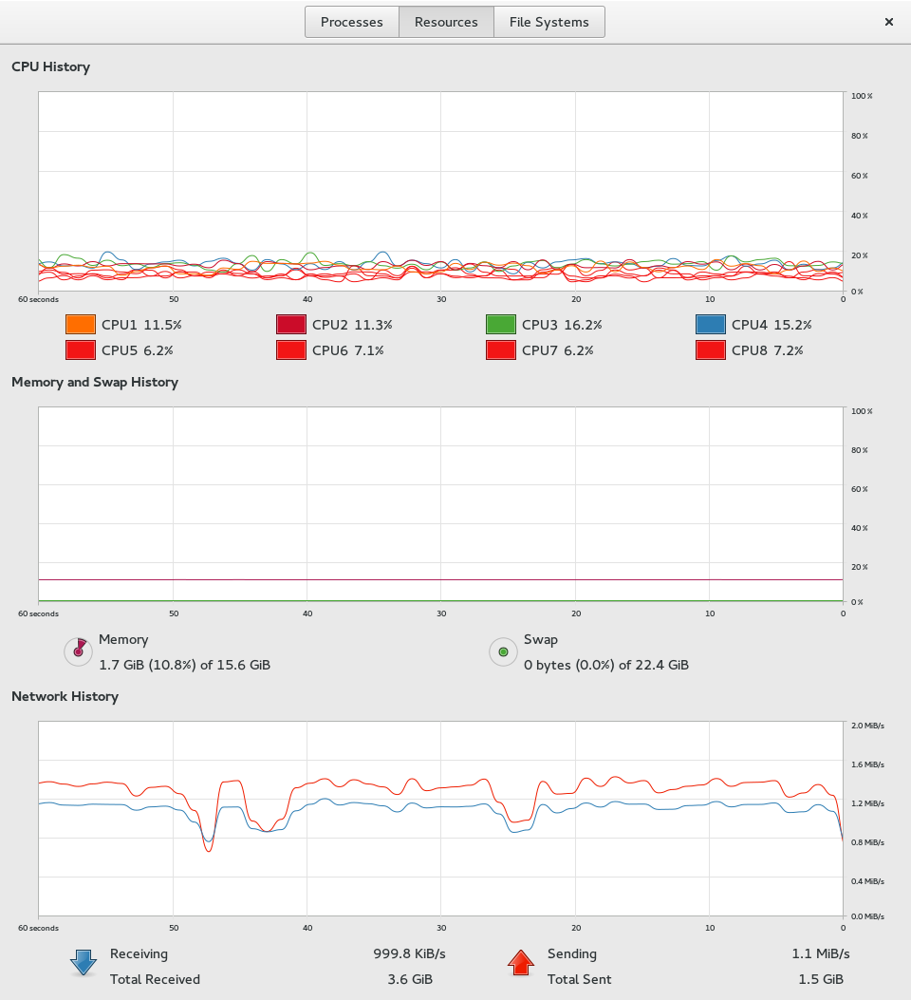 Processes Resources File Systems ×
CPU History
100 %
80 %
60 %
40 %
20 %
0 %
60 seconds 50 40 30 20 10 0
CPU1 11.5% CPU2 11.3% CPU3 16.2% CPU4 15.2%
CPU5 6.2% CPU6 7.1% CPU7 6.2% CPU8 7.2%
Memory and Swap History
100 %
80 %
60 %
40 %
20 %
0 %
60 seconds 50 40 30 20 10 0
Memory Swap
1.7 GiB (10.8%) of 15.6 GiB 0 bytes (0.0%) of 22.4 GiB
Network History
2.0 MiB/s
1.6 MiB/s
1.2 MiB/s
0.8 MiB/s
0.4 MiB/s
0.0 MiB/s
60 seconds 50 40 30 20 10 0
Receiving 999.8 KiB/s Sending 1.1 MiB/s
Total Received 3.6 GiB Total Sent 1.5 GiB